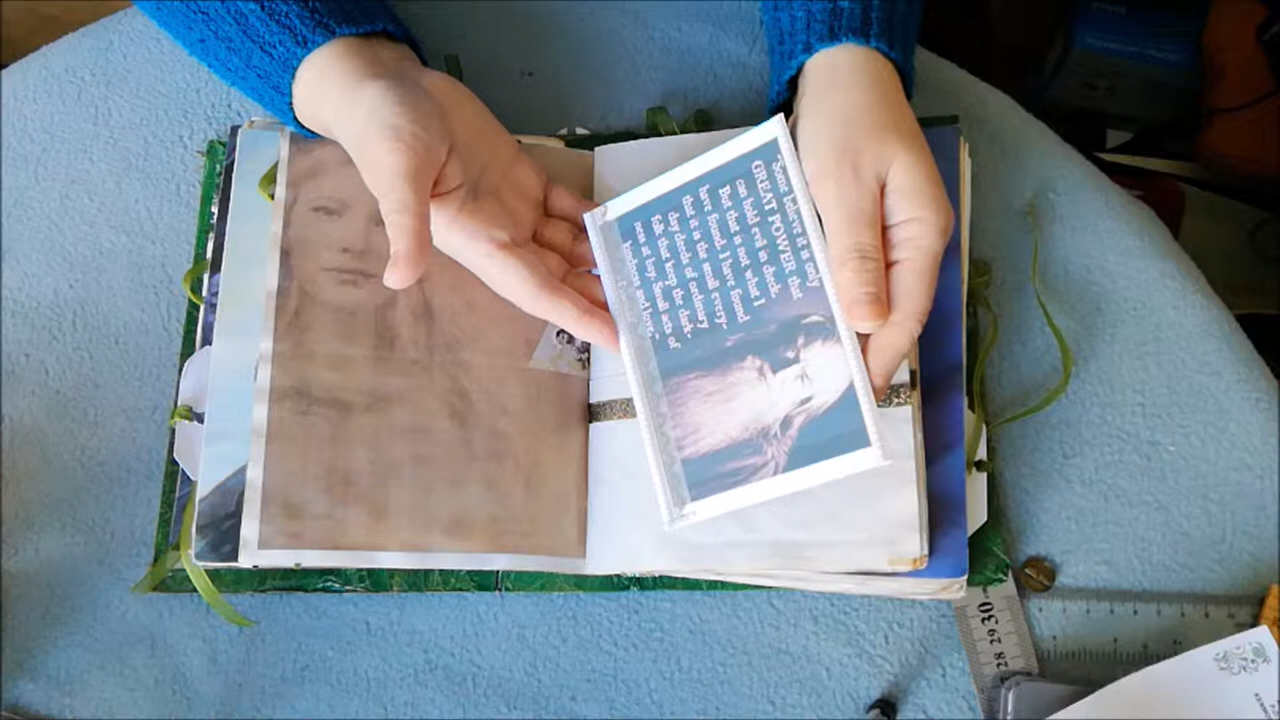 "Some believe it is only
GREAT POWER that
can hold evil in check.
But that is not what I
have found. I have found
that it is the small every-
day deeds of ordinary
folk that keep the dark-
ness at bay. Small acts of
kindness and love."
28 29 30